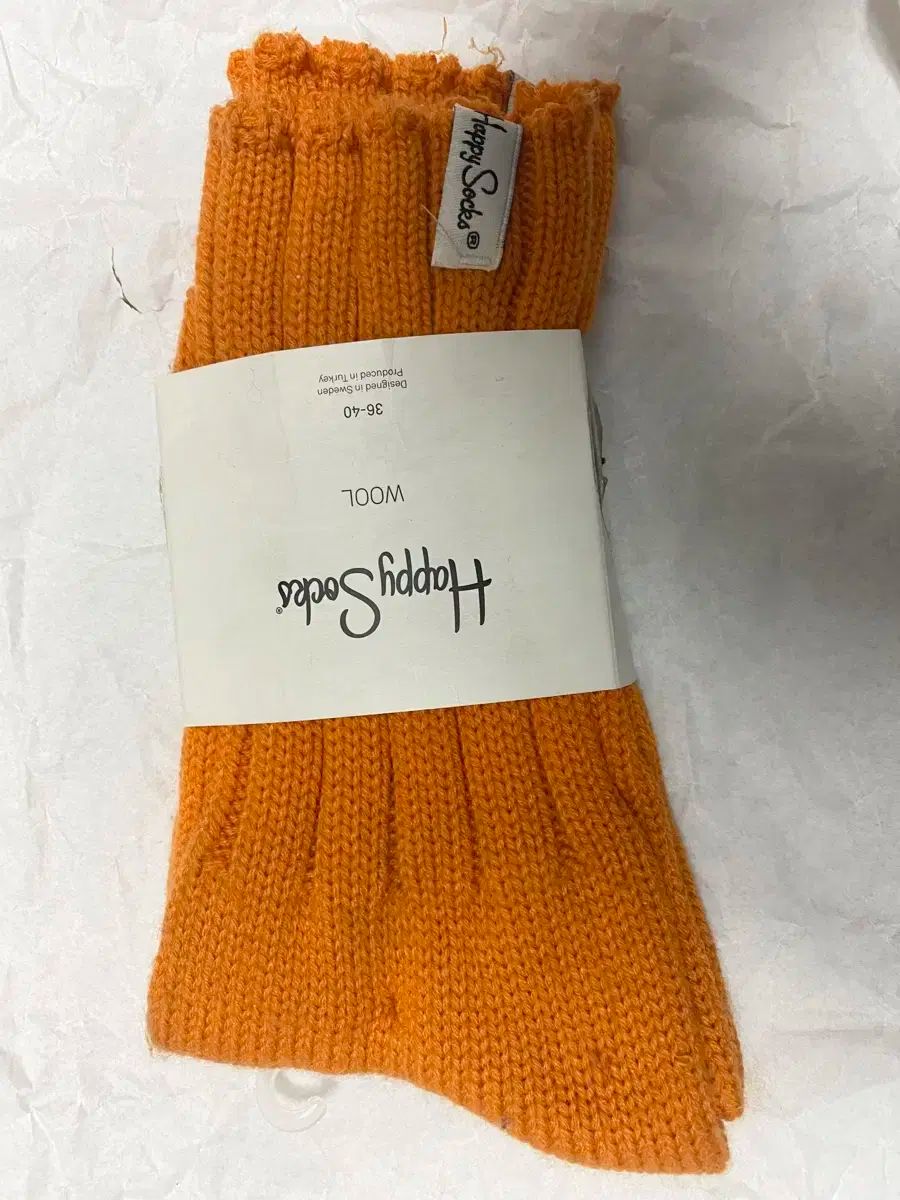 Happy Socks®
Happy Socks®
WOOL
36-40
Designed in Sweden
Produced in Turkey